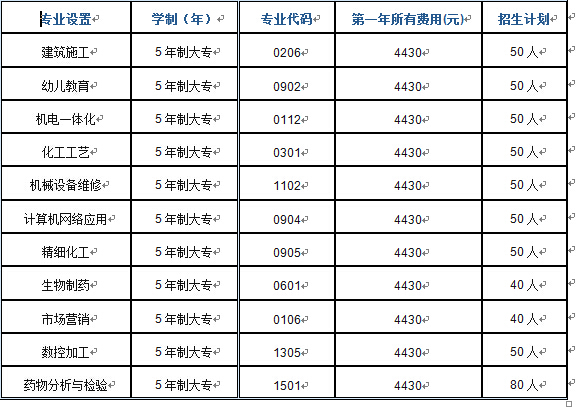 专业设置 学制（年） 专业代码 第一年所有费用(元) 招生计划
建筑施工 5年制大专 0206 4430 50人
幼儿教育 5年制大专 0902 4430 50人
机电一体化 5年制大专 0112 4430 50人
化工工艺 5年制大专 0301 4430 50人
机械设备维修 5年制大专 1102 4430 50人
计算机网络应用 5年制大专 0904 4430 50人
精细化工 5年制大专 0905 4430 50人
生物制药 5年制大专 0601 4430 40人
市场营销 5年制大专 0106 4430 40人
数控加工 5年制大专 1305 4430 50人
药物分析与检验 5年制大专 1501 4430 80人